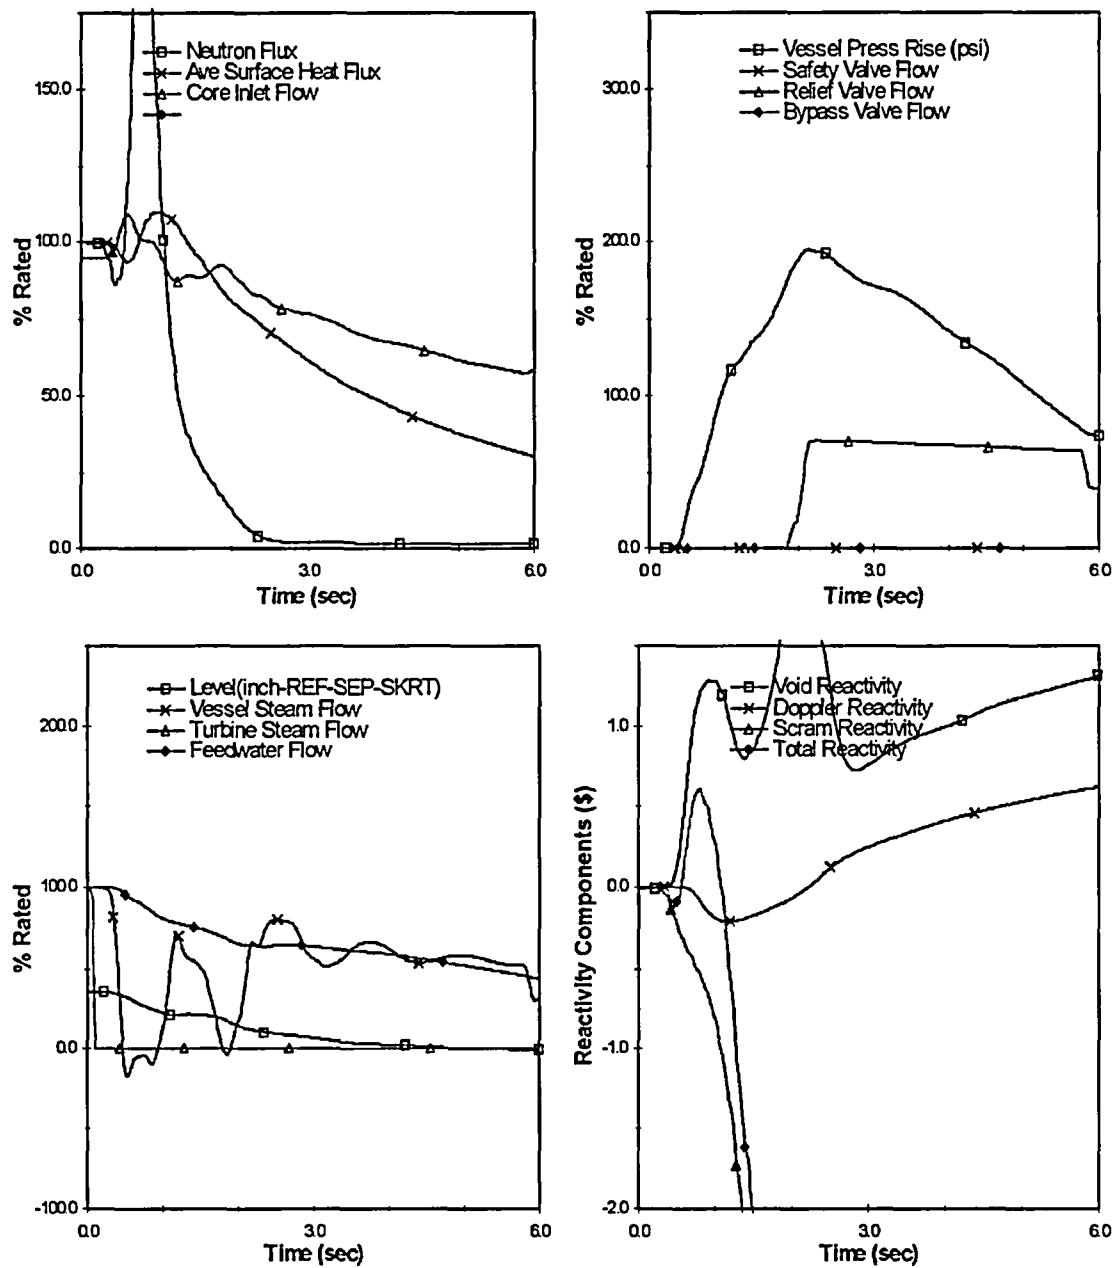 Neutron Flux
Ave Surface Heat Flux
Core Inlet Flow
150.0
100.0
50.0
0.0
% Rated
0.0
3.0
6.0
Time (sec)
Vessel Press Rise (psi)
Safety Valve Flow
Relief Valve Flow
Bypass Valve Flow
300.0
200.0
100.0
0.0
% Rated
0.0
3.0
6.0
Time (sec)
Level(inch-REF-SEP-SKRT)
Vessel Steam Flow
Turbine Steam Flow
Feedwater Flow
200.0
100.0
0.0
-100.0
% Rated
0.0
3.0
6.0
Time (sec)
Void Reactivity
Doppler Reactivity
Scram Reactivity
Total Reactivity
1.0
0.0
-1.0
-2.0
Reactivity Components ($)
0.0
3.0
6.0
Time (sec)